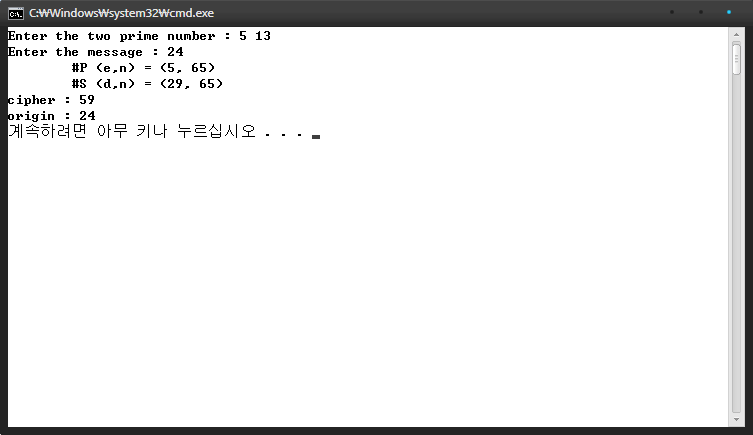 C:₩Windows₩system32₩cmd.exe
Enter the two prime number : 5 13
Enter the message : 24
#P (e,n) = (5, 65)
#S (d,n) = (29, 65)
cipher : 59
origin : 24
계속하려면 아무 키나 누르십시오 . . .